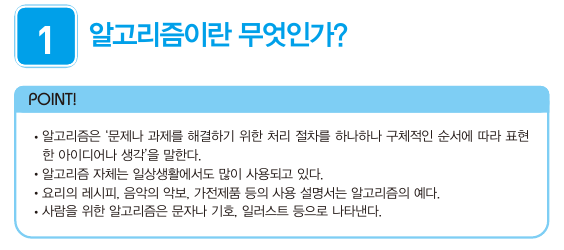 1 알고리즘이란 무엇인가?
POINT!
• 알고리즘은 ‘문제나 과제를 해결하기 위한 처리 절차를 하나하나 구체적인 순서에 따라 표현
한 아이디어나 생각’을 말한다.
• 알고리즘 자체는 일상생활에서도 많이 사용되고 있다.
• 요리의 레시피, 음악의 악보, 가전제품 등의 사용 설명서는 알고리즘의 예다.
• 사람을 위한 알고리즘은 문자나 기호, 일러스트 등으로 나타낸다.